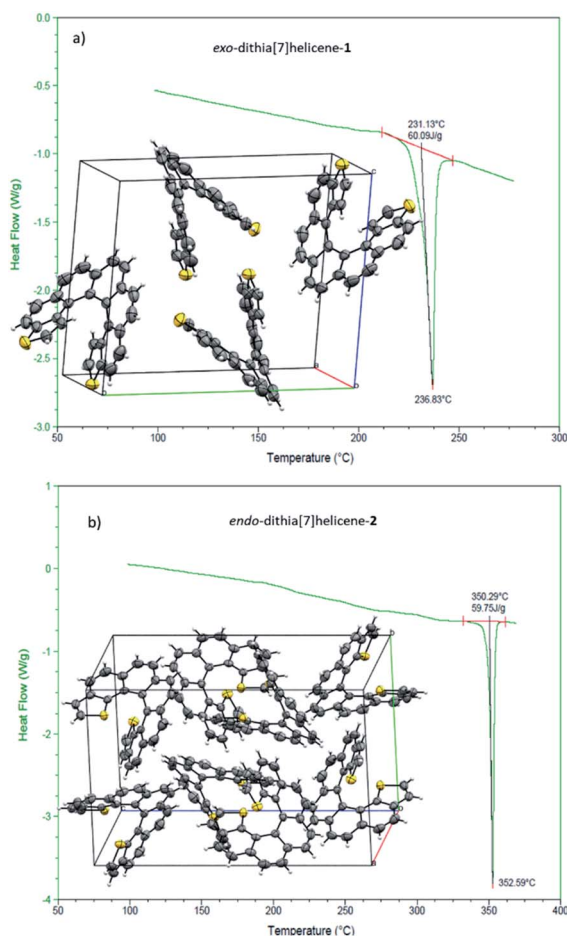 a)
exo-dithia[7]helicene-1
231.13°C
60.09J/g
236.83°C
Heat Flow (W/g)
0.0
-0.5
-1.0
-1.5
-2.0
-2.5
-3.0
50
100
150
200
250
300
Temperature (°C)
b)
endo-dithia[7]helicene-2
350.29°C
59.75J/g
352.59°C
Heat Flow (W/g)
1
0
-1
-2
-3
-4
50
100
150
200
250
300
350
400
Temperature (°C)